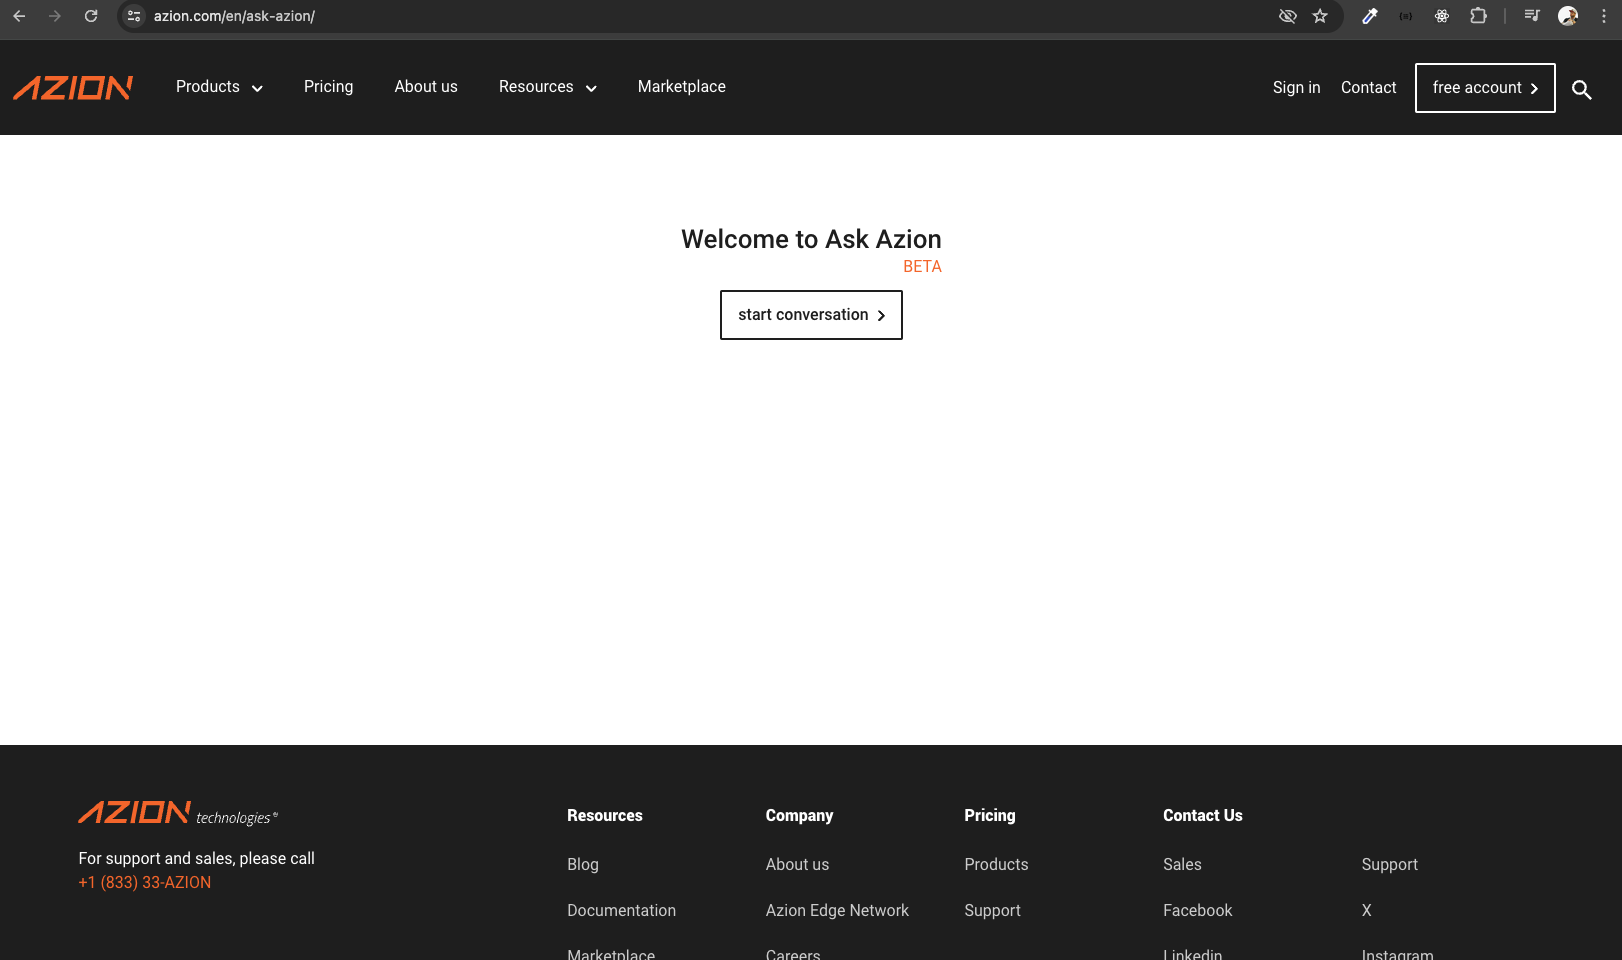 azion.com/en/ask-azion/
AZION Products Pricing About us Resources Marketplace Sign in Contact free account
Welcome to Ask Azion
BETA
start conversation
AZION technologies®
For support and sales, please call
+1 (833) 33-AZION
Resources
Blog
Documentation
Marketplace
Company
About us
Azion Edge Network
Careers
Pricing
Products
Support
Contact Us
Sales
Facebook
Linkedin
Support
X
Instagram